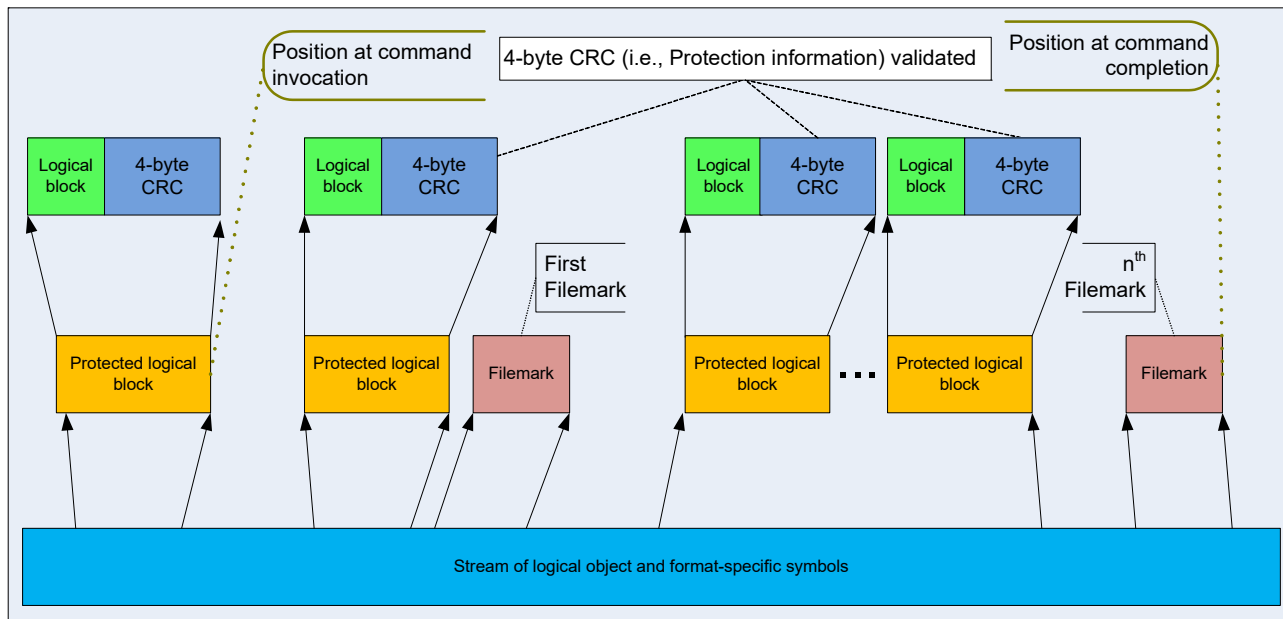 Position at command
invocation
4-byte CRC (i.e., Protection information) validated
Position at command
completion
Logical
block
4-byte
CRC
Logical
block
4-byte
CRC
Logical
block
4-byte
CRC
Logical
block
4-byte
CRC
First
Filemark
nth
Filemark
Protected logical
block
Protected logical
block
Filemark
Protected logical
block
Protected logical
block
Filemark
Stream of logical object and format-specific symbols